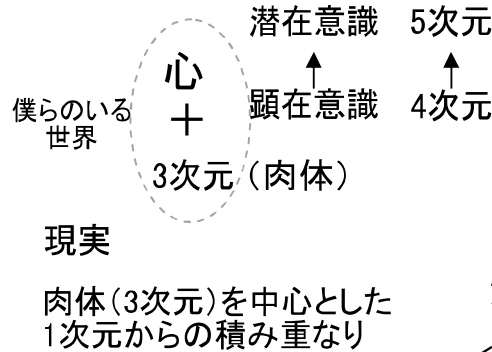 潜在意識 5次元
↑ ↑
心
顕在意識 4次元
僕らのいる
世界
＋
3次元（肉体）
現実
肉体（3次元）を中心とした
1次元からの積み重なり